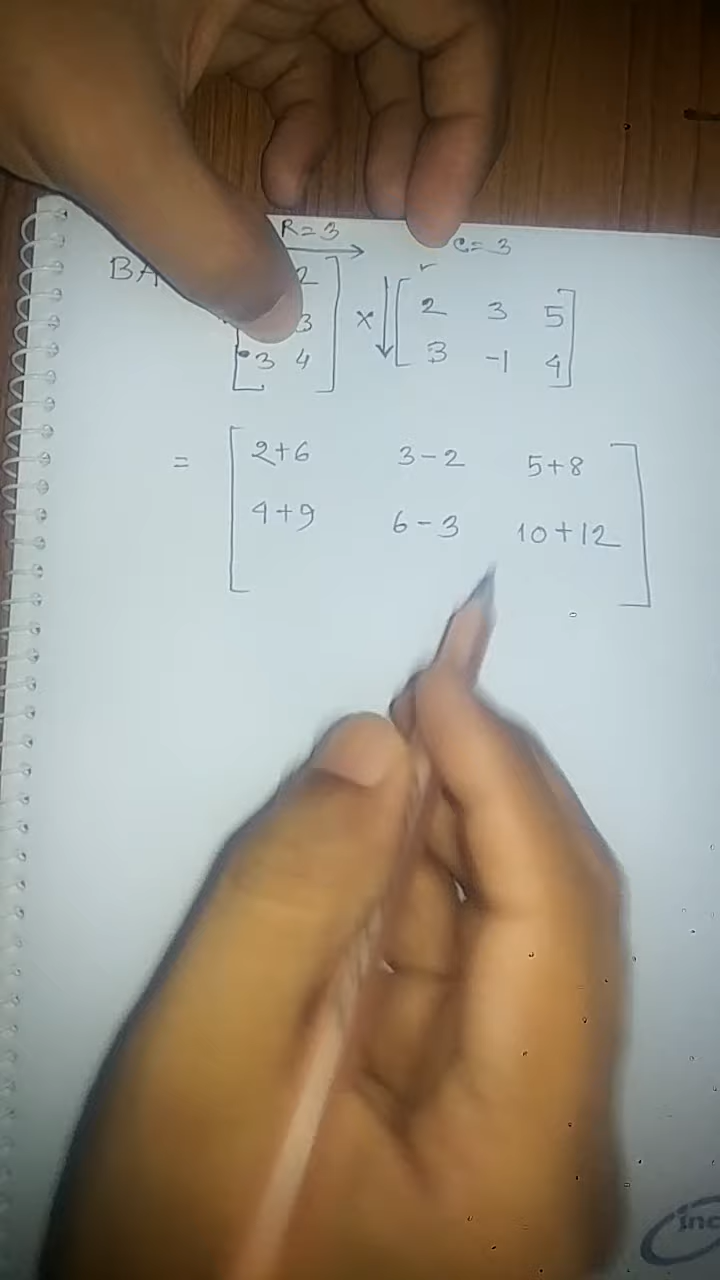 R=3 C=3
BA 2 2 3 5
3 ×
3 4 3 -1 4
= 2+6 3-2 5+8
4+9 6-3 10+12
inc